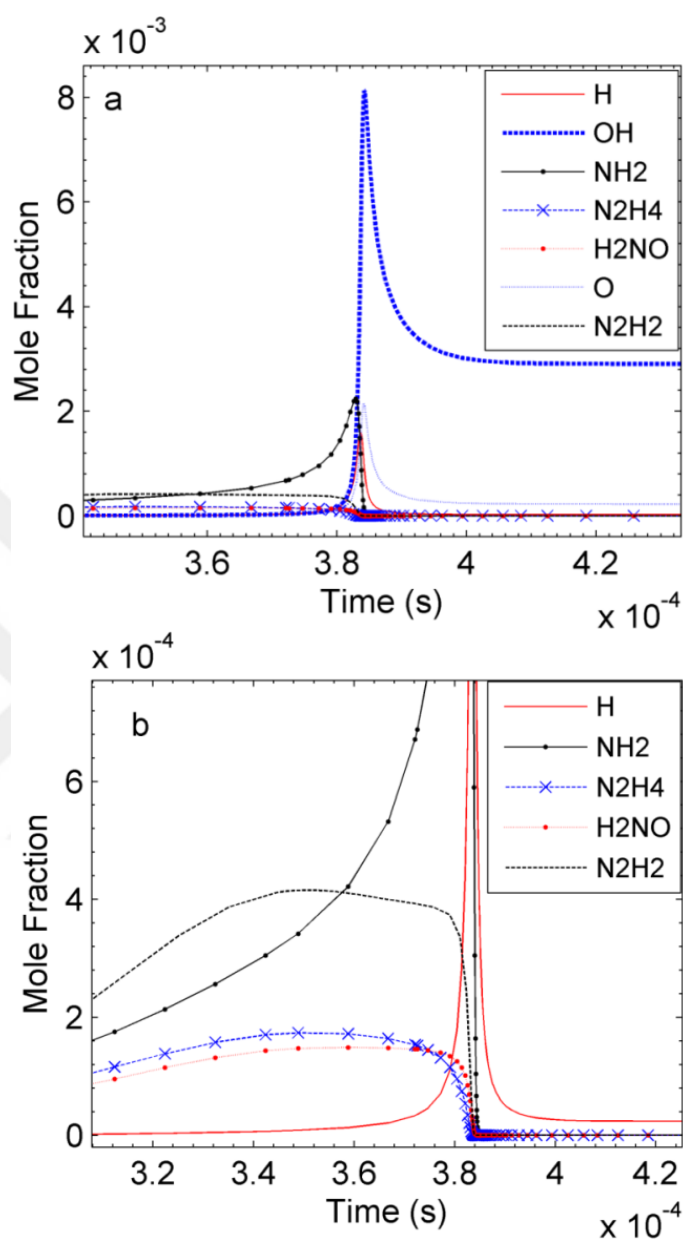 x 10⁻³
a
8
6
4
2
0
Mole Fraction
H
OH
NH2
N2H4
H2NO
O
N2H2
3.6 3.8 4 4.2
Time (s)
x 10⁻⁴
x 10⁻⁴
b
6
4
2
0
Mole Fraction
H
NH2
N2H4
H2NO
N2H2
3.2 3.4 3.6 3.8 4 4.2
Time (s)
x 10⁻⁴